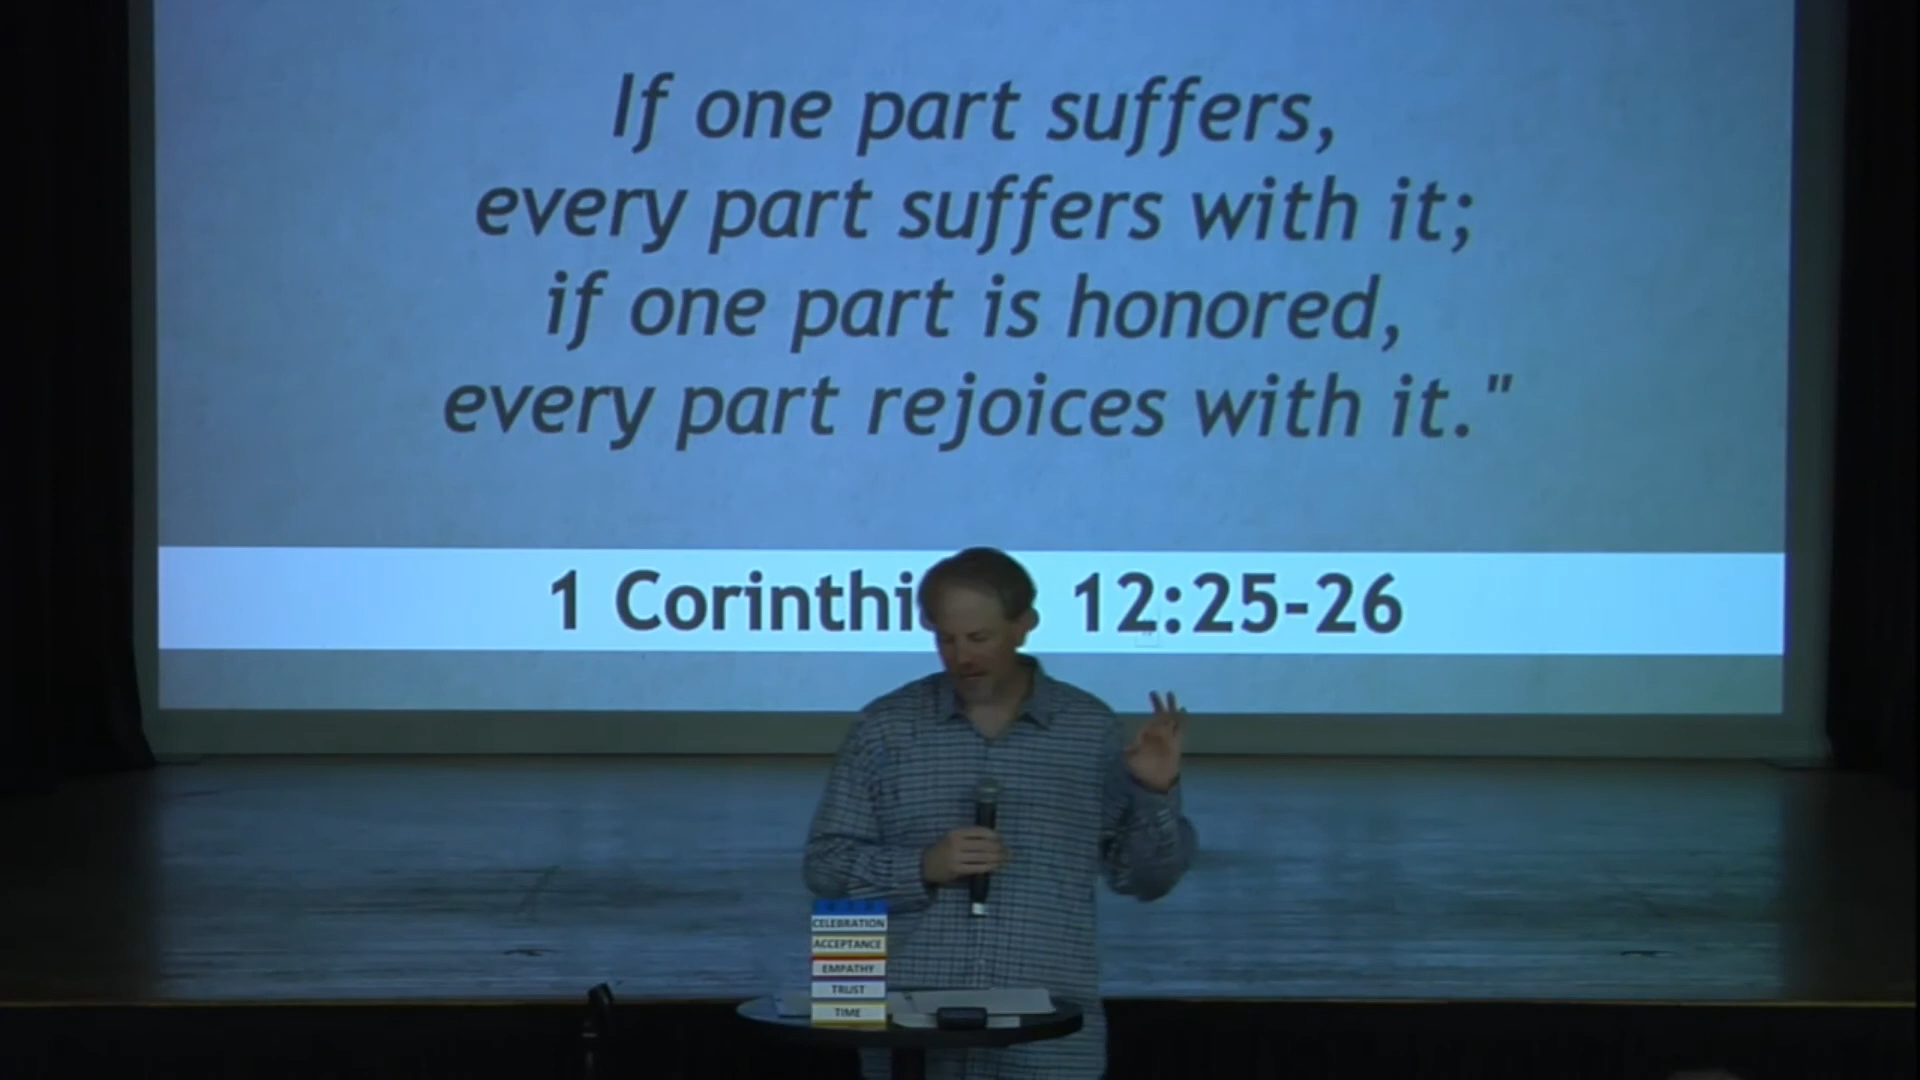 If one part suffers,
every part suffers with it;
if one part is honored,
every part rejoices with it."
1 12:25-26
CELEBRATION
ACCEPTANCE
EMPATHY
TRUST
TIME